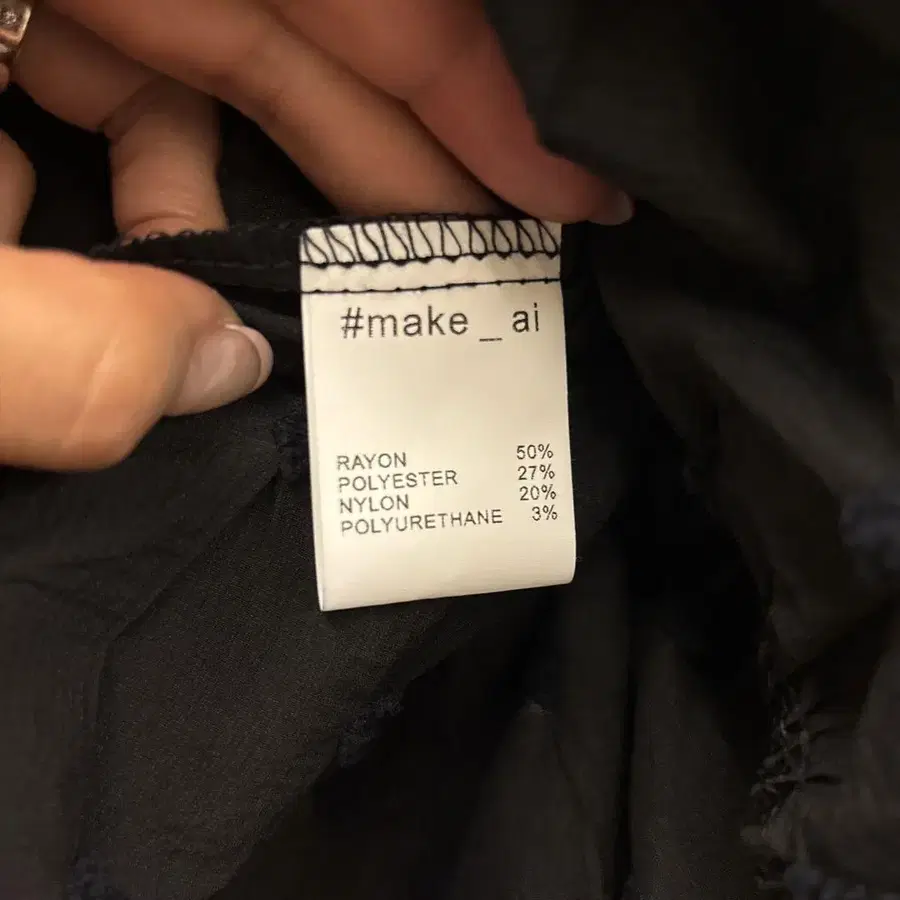 #make _ ai
RAYON 50%
POLYESTER 27%
NYLON 20%
POLYURETHANE 3%